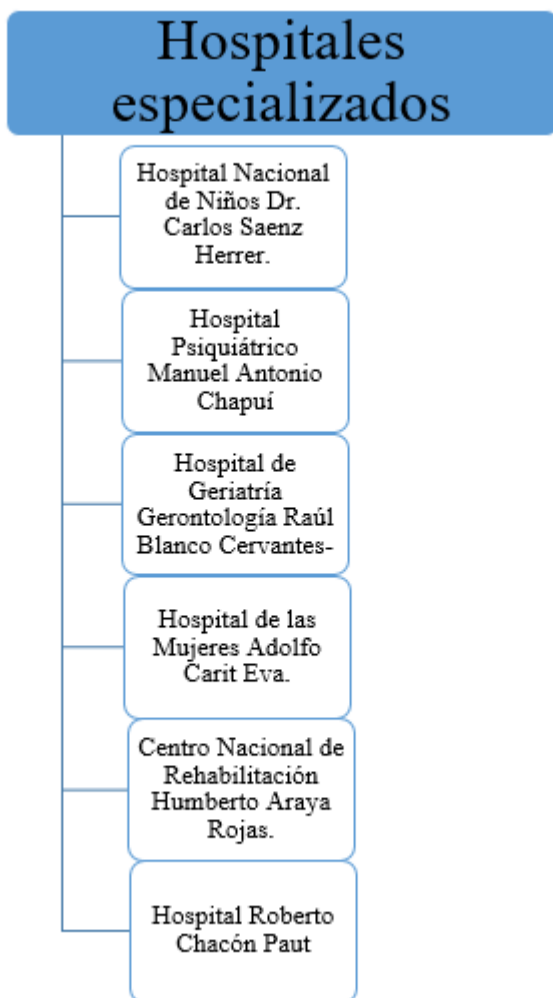 Hospitales
especializados
Hospital Nacional
de Niños Dr.
Carlos Saenz
Herrer.
Hospital
Psiquiátrico
Manuel Antonio
Chapuí
Hospital de
Geriatría
Gerontología Raúl
Blanco Cervantes-
Hospital de las
Mujeres Adolfo
Carit Eva.
Centro Nacional de
Rehabilitación
Humberto Araya
Rojas.
Hospital Roberto
Chacón Paut